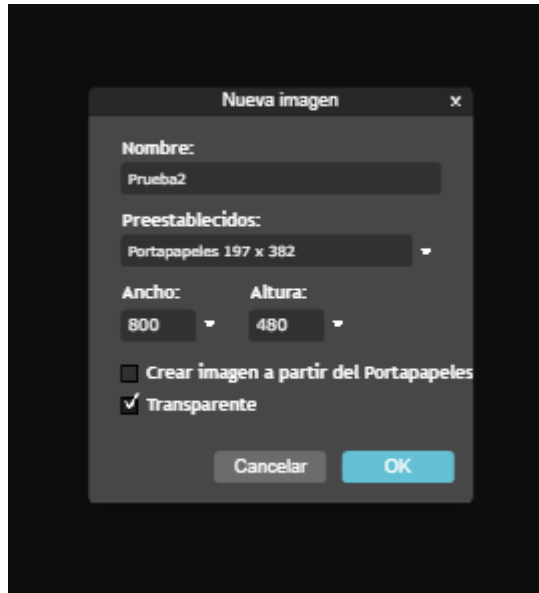 Nueva imagen x
Nombre:
Prueba2
Preestablecidos:
Portapapeles 197 x 382
Ancho: Altura:
800 480
Crear imagen a partir del Portapapeles
Transparente
Cancelar OK